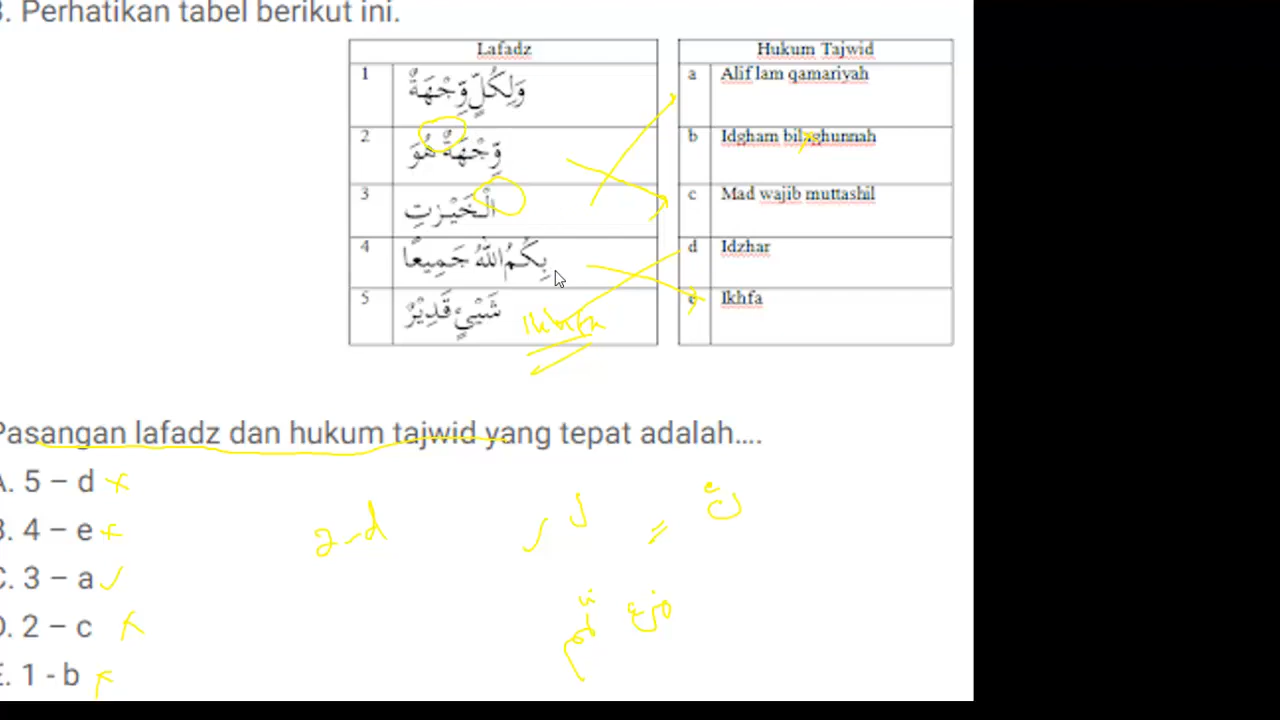 3. Perhatikan tabel berikut ini.
Lafadz
1 وَلِكُلٍّ وِّجْهَةٌ
2 وِّجْهَةٌ هُوَ
3 الْخَيْرٰتِ
4 بِكُمُ اللّٰهُ جَمِيعًا
5 شَيْءٍ قَدِيْرٌ
Hukum Tajwid
a Alif lam qamariyah
b Idgham bilaghunnah
c Mad wajib muttashil
d Idzhar
e Ikhfa
Pasangan lafadz dan hukum tajwid yang tepat adalah....
A. 5 – d
B. 4 – e
C. 3 – a
D. 2 – c
E. 1 - b
2-d